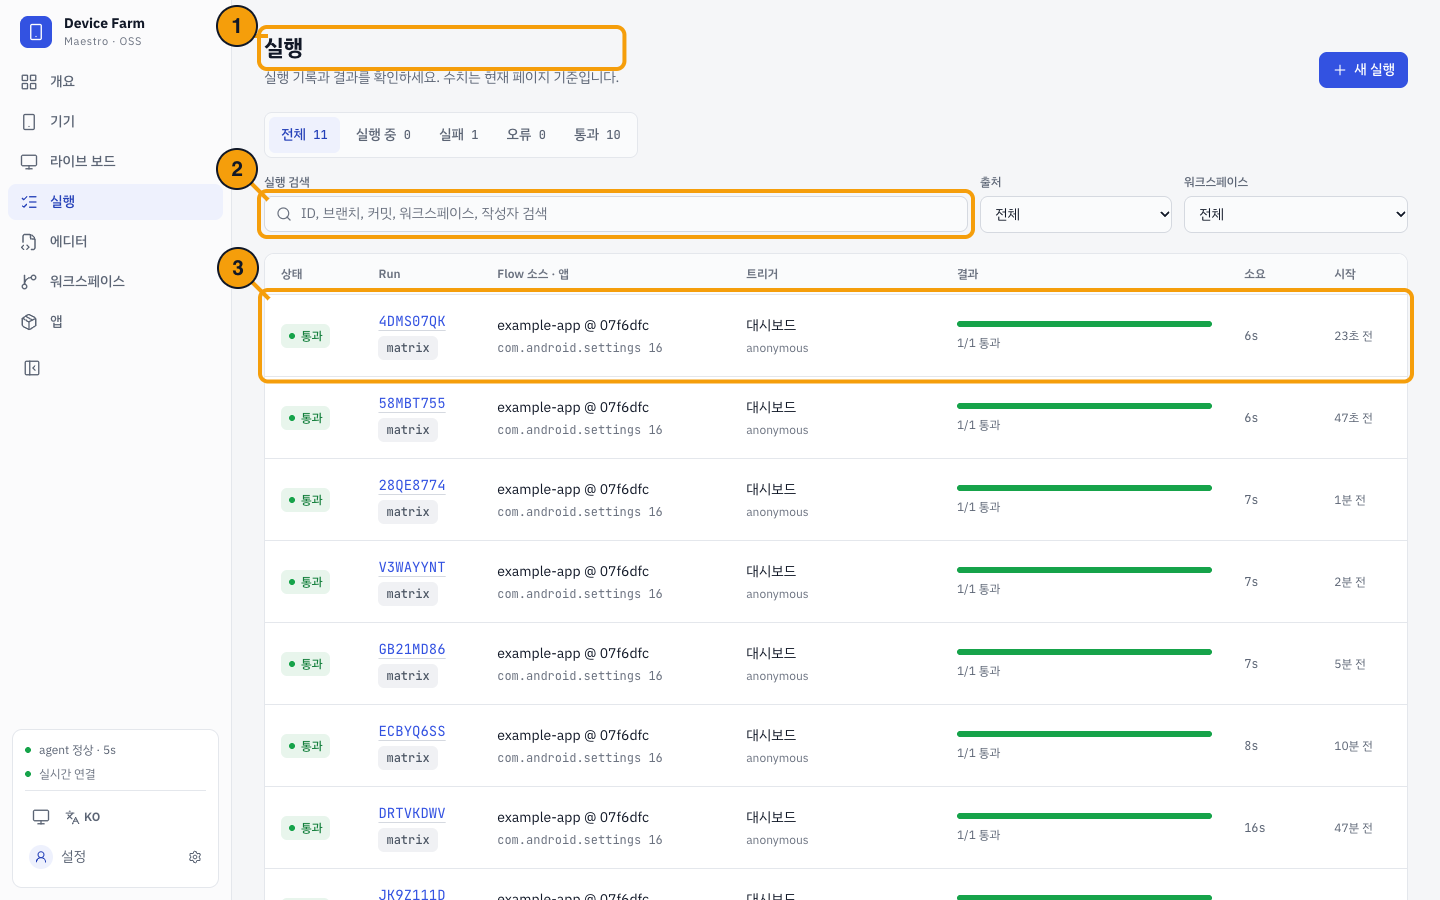 Device Farm
Maestro · OSS
개요
기기
라이브 보드
실행
에디터
워크스페이스
앱
agent 정상 · 5s
실시간 연결
KO
설정
1
실행
실행 기록과 결과를 확인하세요. 수치는 현재 페이지 기준입니다.
새 실행
전체 11 실행 중 0 실패 1 오류 0 통과 10
2
실행 검색 출처 워크스페이스
ID, 브랜치, 커밋, 워크스페이스, 작성자 검색 전체 전체
3
상태 Run Flow 소스 · 앱 트리거 결과 소요 시작
통과 4DMS07QK example-app @ 07f6dfc 대시보드 6s 23초 전
matrix com.android.settings 16 anonymous 1/1 통과
통과 58MBT755 example-app @ 07f6dfc 대시보드 6s 47초 전
matrix com.android.settings 16 anonymous 1/1 통과
통과 28QE8774 example-app @ 07f6dfc 대시보드 7s 1분 전
matrix com.android.settings 16 anonymous 1/1 통과
통과 V3WAYYNT example-app @ 07f6dfc 대시보드 7s 2분 전
matrix com.android.settings 16 anonymous 1/1 통과
통과 GB21MD86 example-app @ 07f6dfc 대시보드 7s 5분 전
matrix com.android.settings 16 anonymous 1/1 통과
통과 ECBYQ6SS example-app @ 07f6dfc 대시보드 8s 10분 전
matrix com.android.settings 16 anonymous 1/1 통과
통과 DRTVKDWV example-app @ 07f6dfc 대시보드 16s 47분 전
matrix com.android.settings 16 anonymous 1/1 통과
JK9Z111D example-app @ 07f6dfc 대시보드